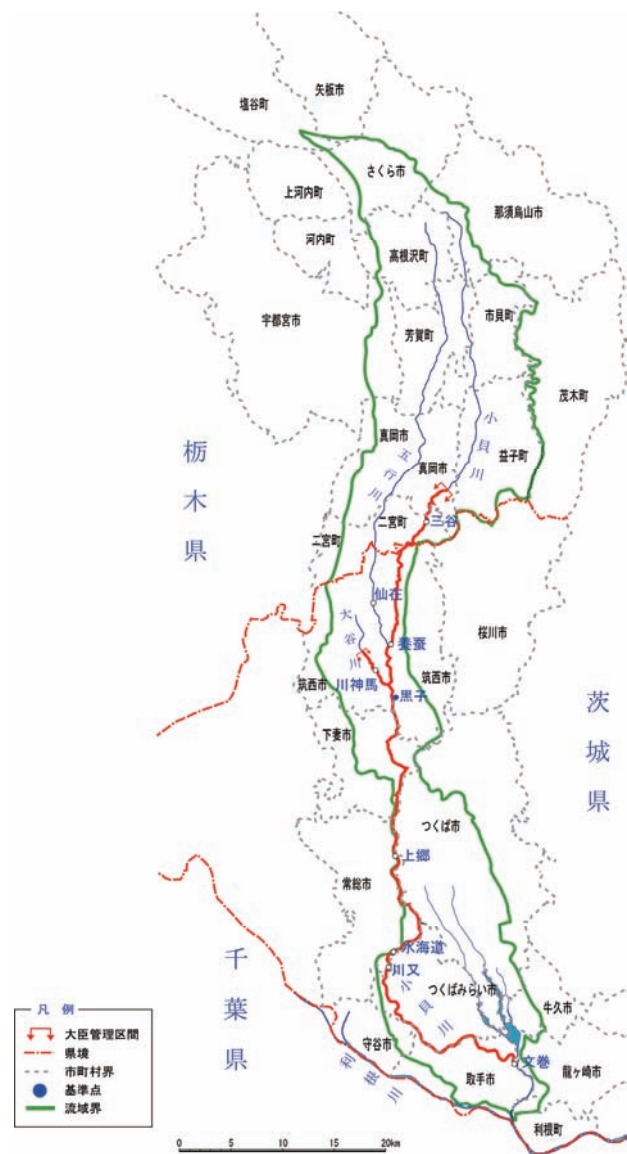 矢板市
塩谷町
さくら市
上河内町
那須烏山市
河内町
高根沢町
宇都宮市
市貝町
芳賀町
茂木町
栃木県
真岡市
小貝川
五行川
真岡市
益子町
二宮町
三谷
二宮町
仙在
大谷川
養蚕
桜川市
川神馬
筑西市
筑西市
黒子
下妻市
茨城県
つくば市
上郷
常総市
水海道
川又
つくばみらい市
千葉県
小貝川
牛久市
守谷市
利根川
文巻
取手市
龍ヶ崎市
利根町
凡例
大臣管理区間
県境
市町村界
基準点
流域界
0 5 10 15 20km